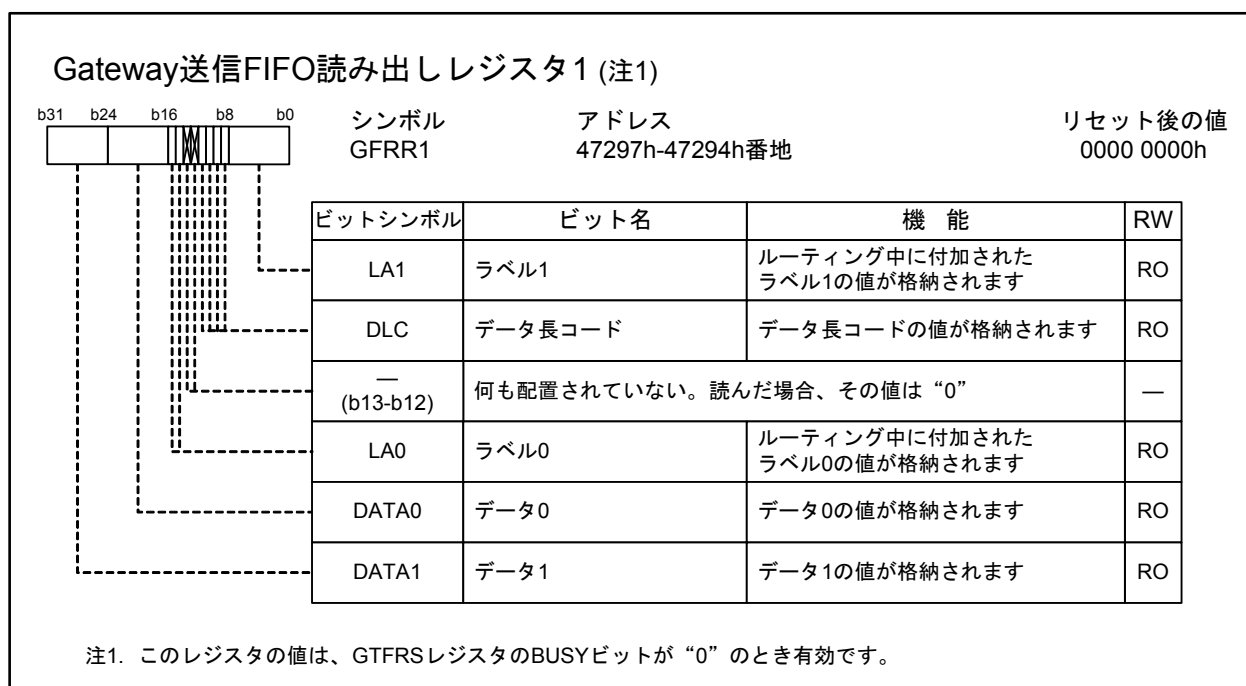 Gateway送信FIFO読み出しレジスタ1 (注1)
b31 b24 b16 b8 b0
シンボル アドレス リセット後の値
GFRR1 47297h-47294h番地 0000 0000h
ビットシンボル ビット名 機 能 RW
LA1 ラベル1 ルーティング中に付加された
ラベル1の値が格納されます RO
DLC データ長コード データ長コードの値が格納されます RO
—
(b13-b12) 何も配置されていない。読んだ場合、その値は“0” —
LA0 ラベル0 ルーティング中に付加された
ラベル0の値が格納されます RO
DATA0 データ0 データ0の値が格納されます RO
DATA1 データ1 データ1の値が格納されます RO
注1. このレジスタの値は、GTFRSレジスタのBUSYビットが“0”のとき有効です。